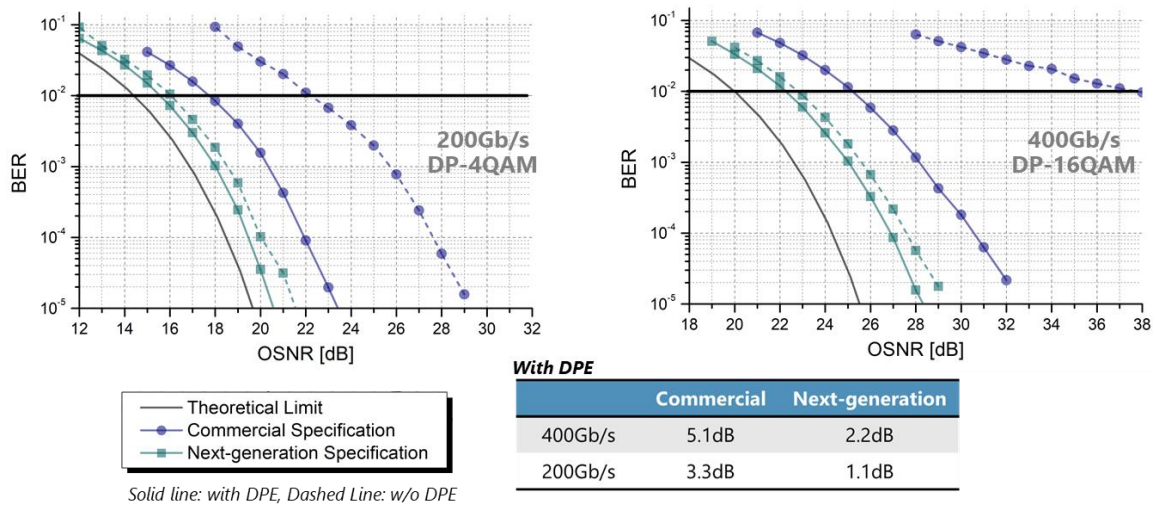 10⁻¹
10⁻²
10⁻³
10⁻⁴
10⁻⁵
BER
200Gb/s
DP-4QAM
12 14 16 18 20 22 24 26 28 30 32
OSNR [dB]
10⁻¹
10⁻²
10⁻³
10⁻⁴
10⁻⁵
BER
400Gb/s
DP-16QAM
18 20 22 24 26 28 30 32 34 36 38
OSNR [dB]
Theoretical Limit
Commercial Specification
Next-generation Specification
Solid line: with DPE, Dashed Line: w/o DPE
With DPE
Commercial Next-generation
400Gb/s 5.1dB 2.2dB
200Gb/s 3.3dB 1.1dB